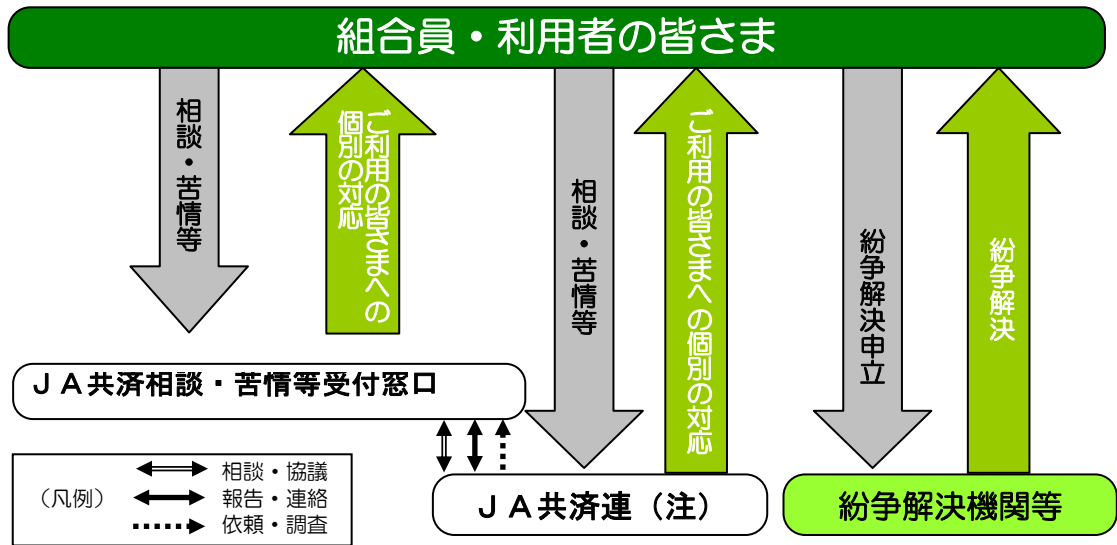 組合員・利用者の皆さま
相談・苦情等
ご利用の皆さまへの
個別の対応
相談・苦情等
ご利用の皆さまへの個別の対応
紛争解決申立
紛争解決
ＪＡ共済相談・苦情等受付窓口
（凡例）
相談・協議
報告・連絡
依頼・調査
ＪＡ共済連（注）
紛争解決機関等